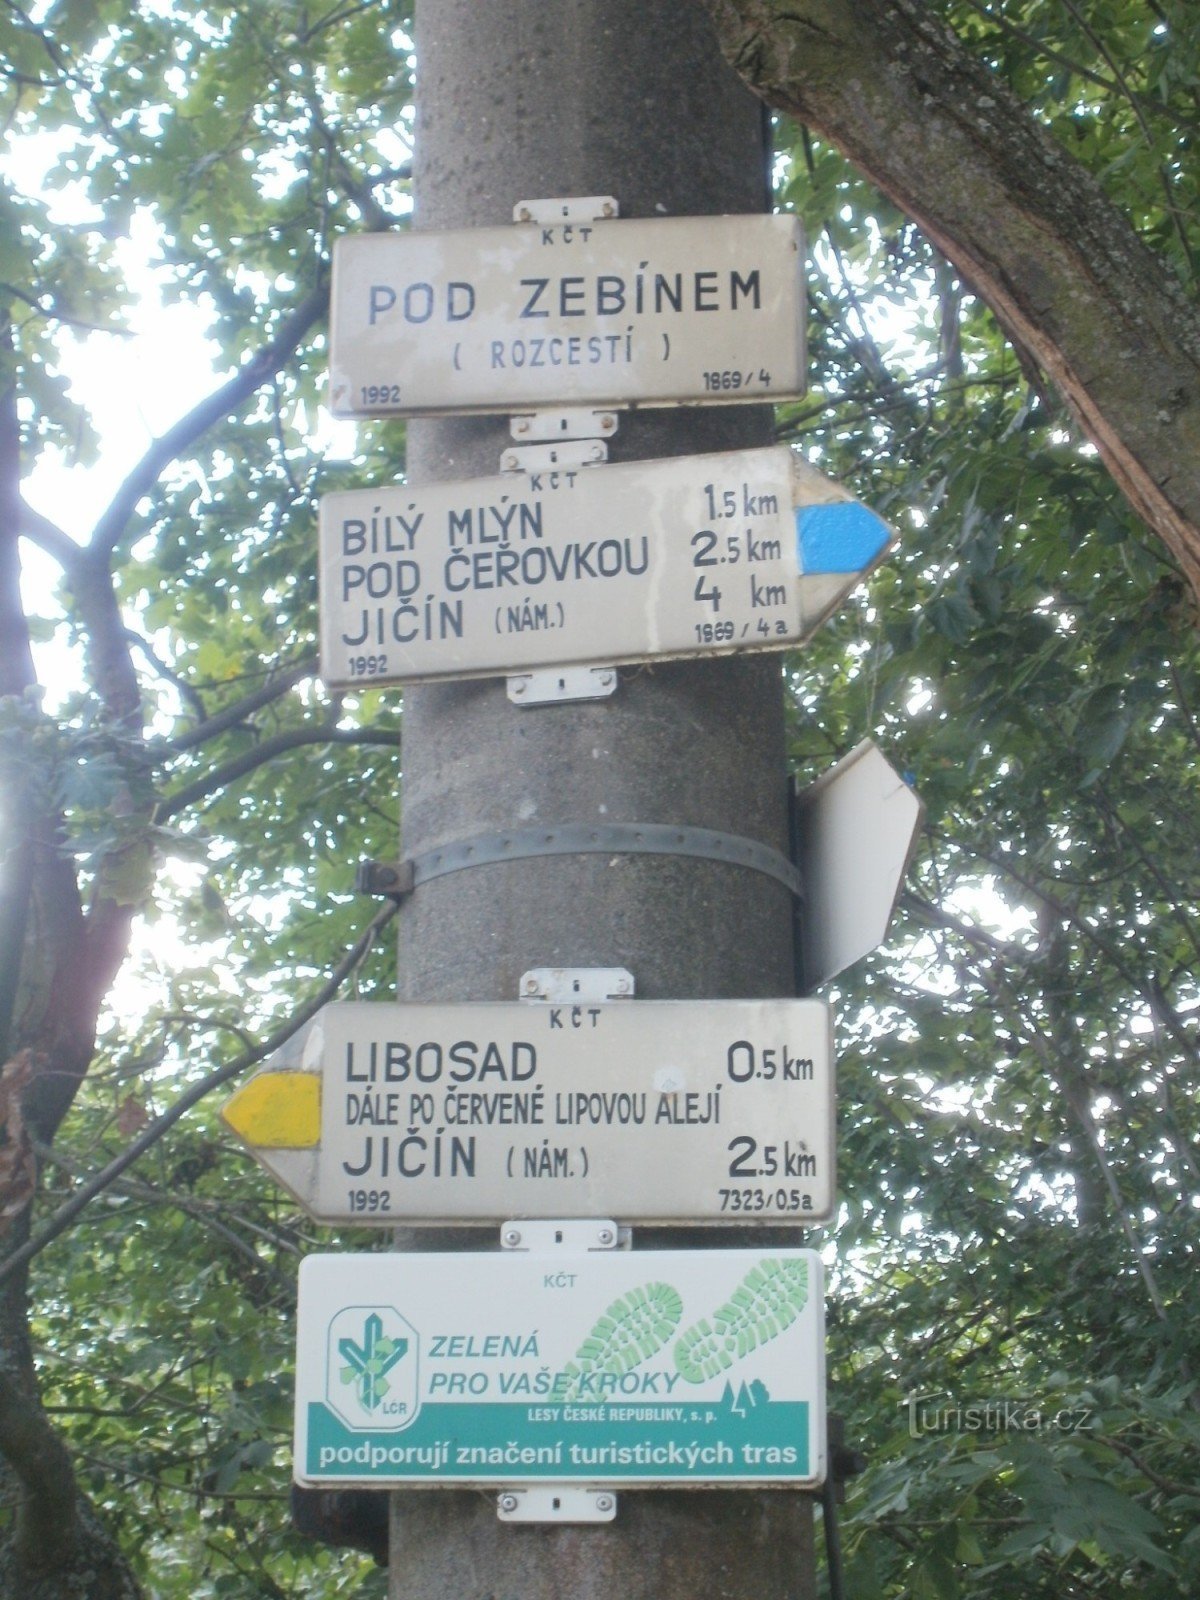 KČT
POD ZEBÍNEM
( ROZCESTÍ )
1992 1869/4
KČT
BÍLÝ MLÝN 1.5 km
POD ČEŘOVKOU 2.5 km
JIČÍN (NÁM.) 4 km
1992 1869/4a
KČT
LIBOSAD 0.5 km
DÁLE PO ČERVENÉ LIPOVOU ALEJÍ
JIČÍN (NÁM.) 2.5 km
1992 7323/0,5a
KČT
ZELENÁ
PRO VAŠE KROKY
LČR
LESY ČESKÉ REPUBLIKY, s. p.
podporují značení turistických tras
Turistika.cz